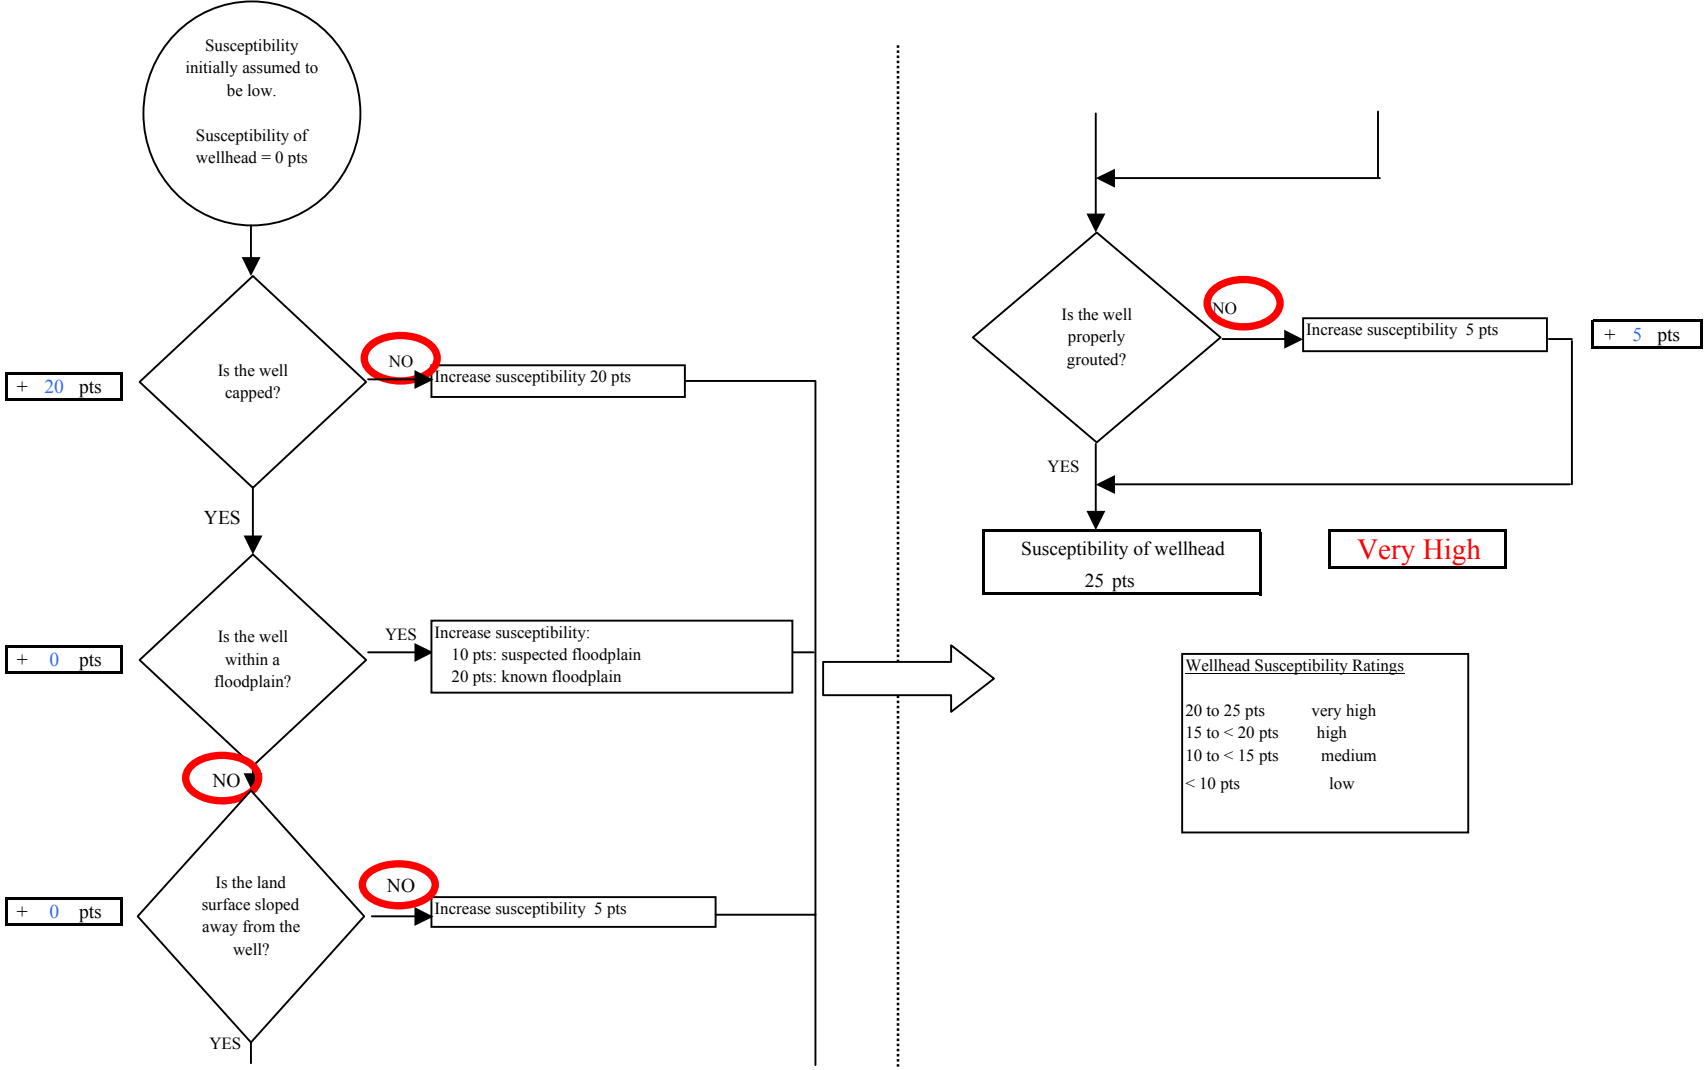 Susceptibility
initially assumed to
be low.
Susceptibility of
wellhead = 0 pts
Is the well
capped?
NO
Increase susceptibility 20 pts
+ 20 pts
YES
Is the well
within a
floodplain?
YES
Increase susceptibility:
10 pts: suspected floodplain
20 pts: known floodplain
+ 0 pts
NO
Is the land
surface sloped
away from the
well?
NO
Increase susceptibility 5 pts
+ 0 pts
YES
Is the well
properly
grouted?
NO
Increase susceptibility 5 pts
+ 5 pts
YES
Susceptibility of wellhead
25 pts
Very High
Wellhead Susceptibility Ratings
20 to 25 pts very high
15 to < 20 pts high
10 to < 15 pts medium
< 10 pts low